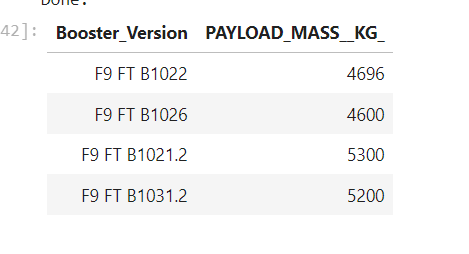 Done.
42]: Booster_Version PAYLOAD_MASS__KG_
F9 FT B1022 4696
F9 FT B1026 4600
F9 FT B1021.2 5300
F9 FT B1031.2 5200